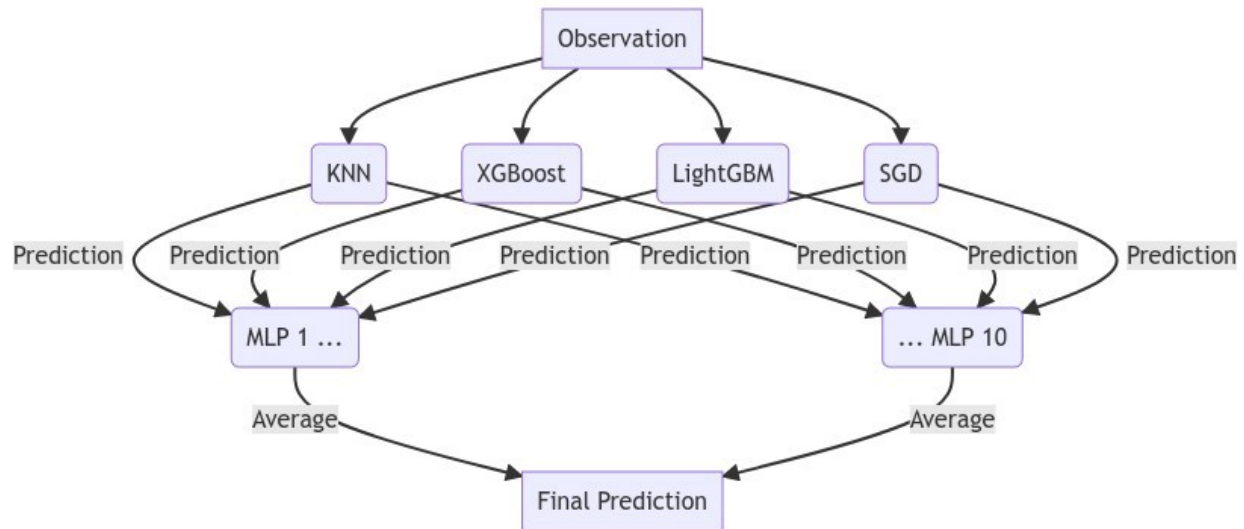 Observation
KNN
XGBoost
LightGBM
SGD
Prediction
Prediction
Prediction
Prediction
Prediction
Prediction
Prediction
Prediction
MLP 1 ...
... MLP 10
Average
Average
Final Prediction